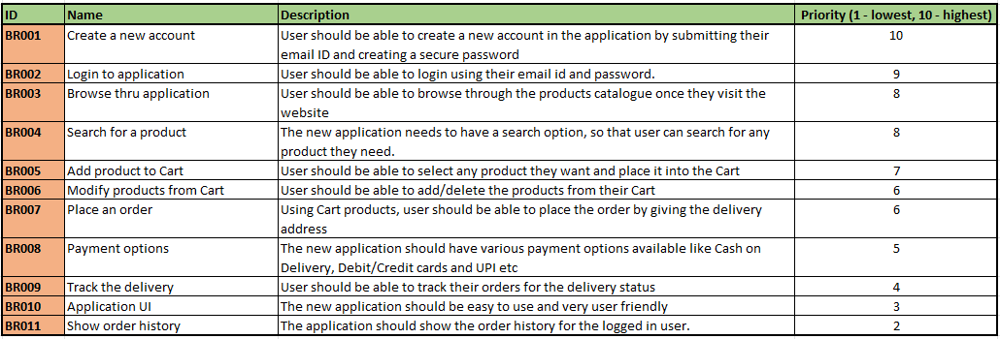 ID Name Description Priority (1 - lowest, 10 - highest)
BR001 Create a new account User should be able to create a new account in the application by submitting their 10
email ID and creating a secure password
BR002 Login to application User should be able to login using their email id and password. 9
BR003 Browse thru application User should be able to browse through the products catalogue once they visit the 8
website
BR004 Search for a product The new application needs to have a search option, so that user can search for any 8
product they need.
BR005 Add product to Cart User should be able to select any product they want and place it into the Cart 7
BR006 Modify products from Cart User should be able to add/delete the products from their Cart 6
BR007 Place an order Using Cart products, user should be able to place the order by giving the delivery 6
address
BR008 Payment options The new application should have various payment options available like Cash on 5
Delivery, Debit/Credit cards and UPI etc
BR009 Track the delivery User should be able to track their orders for the delivery status 4
BR010 Application UI The new application should be easy to use and very user friendly 3
BR011 Show order history The application should show the order history for the logged in user. 2